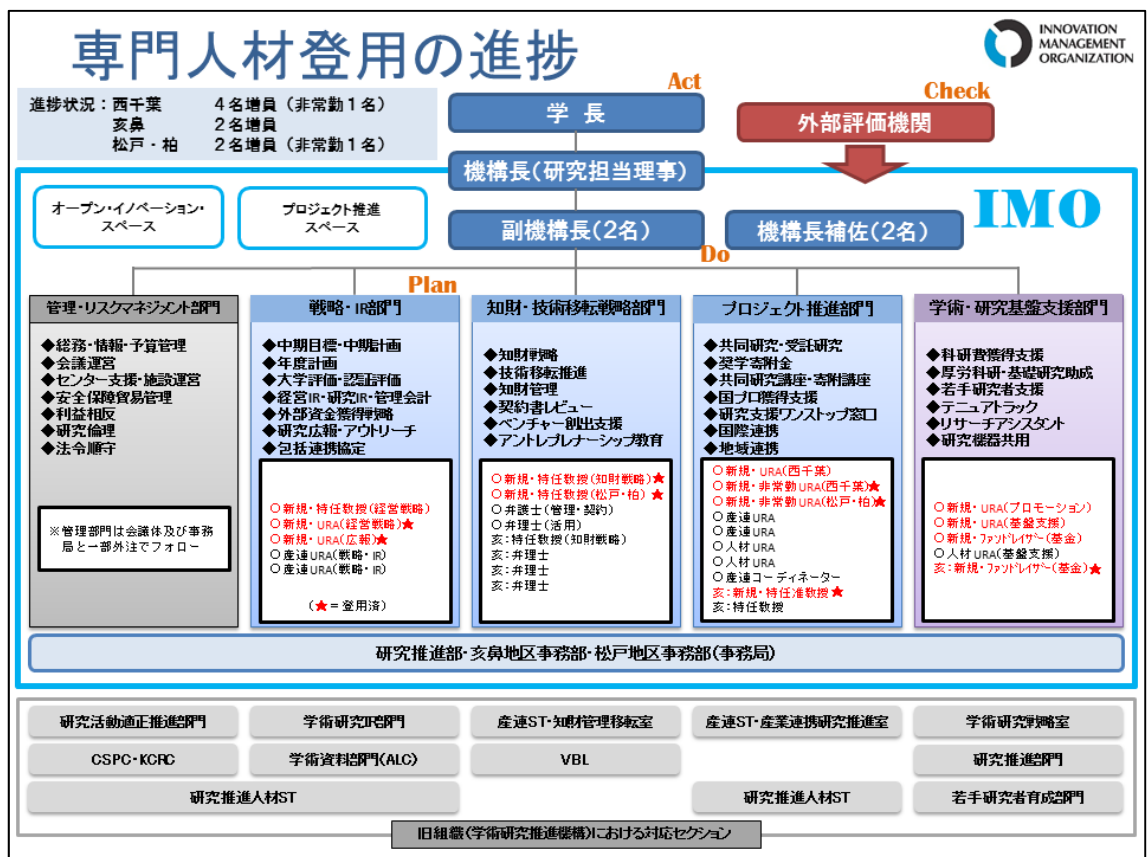 専門人材登用の進捗
INNOVATION
MANAGEMENT
ORGANIZATION
進捗状況：西千葉　　４名増員（非常勤１名）
亥鼻　　２名増員
松戸・柏　　２名増員（非常勤１名）
Act
学 長
Check
外部評価機関
機構長(研究担当理事)
IMO
オープン・イノベーション・
スペース
プロジェクト推進
スペース
副機構長(2名)
機構長補佐(2名)
Do
Plan
管理・リスクマネジメント部門
◆総務・情報・予算管理
◆会議運営
◆センター支援・施設運営
◆安全保障貿易管理
◆利益相反
◆研究倫理
◆法令順守
※管理部門は会議体及び事務
局と一部外注でフォロー
戦略・IR部門
◆中期目標・中期計画
◆年度計画
◆大学評価・認証評価
◆経営IR・研究IR・管理会計
◆外部資金獲得戦略
◆研究広報・アウトリーチ
◆包括連携協定
○新規・特任教授(経営戦略)
○新規・URA(経営戦略)★
○新規・URA(広報)★
○産連URA(戦略・IR)
○産連URA(戦略・IR)
(★=登用済)
知財・技術移転戦略部門
◆知財戦略
◆技術移転推進
◆知財管理
◆契約書レビュー
◆ベンチャー創出支援
◆アントレプレナーシップ教育
○新規・特任教授(知財戦略)★
○新規・特任教授(松戸・柏)★
○弁護士(管理・契約)
○弁理士(活用)
亥:特任教授(知財戦略)
亥:弁理士
亥:弁理士
亥:弁理士
プロジェクト推進部門
◆共同研究・受託研究
◆奨学寄附金
◆共同研究講座・寄附講座
◆国プロ獲得支援
◆研究支援ワンストップ窓口
◆国際連携
◆地域連携
○新規・URA(西千葉)
○新規・非常勤URA(西千葉)★
○新規・非常勤URA(松戸・柏)★
○産連URA
○産連URA
○人材URA
○人材URA
○産連コーディネーター
亥:新規・特任准教授★
亥:特任教授
学術・研究基盤支援部門
◆科研費獲得支援
◆厚労科研・基礎研究助成
◆若手研究者支援
◆テニュアトラック
◆リサーチアシスタント
◆研究機器共用
○新規・URA(プロモーション)
○新規・URA(基盤支援)
○新規・ファンドレイザー(基金)
○人材URA(基盤支援)
亥:新規・ファンドレイザー(基金)★
研究推進部・亥鼻地区事務部・松戸地区事務部(事務局)
研究活動適正推進部門
学術研究IR部門
産連ST・知財管理移転室
産連ST・産業連携研究推進室
学術研究戦略室
CSPC・KCRC
学術資料部門(ALC)
VBL
研究推進部門
研究推進人材ST
研究推進人材ST
若手研究者育成部門
旧組織(学術研究推進機構)における対応セクション